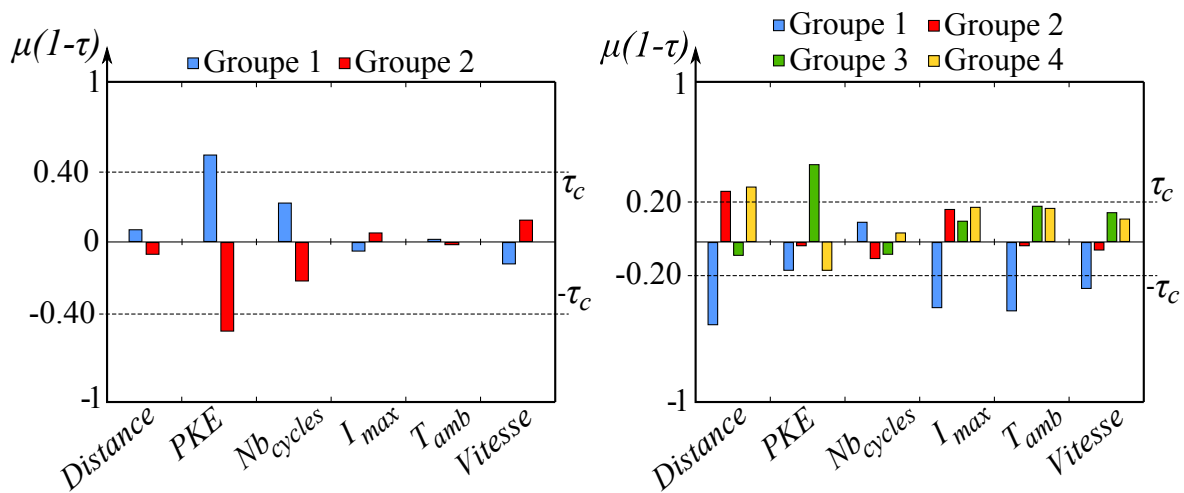 μ(1-τ)
Groupe 1 Groupe 2
1
0.40
τc
0
-0.40
-τc
-1
Distance PKE Nbcycles I max Tamb Vitesse
μ(1-τ)
Groupe 1 Groupe 2
Groupe 3 Groupe 4
1
0.20
τc
0
-0.20
-τc
-1
Distance PKE Nbcycles I max Tamb Vitesse